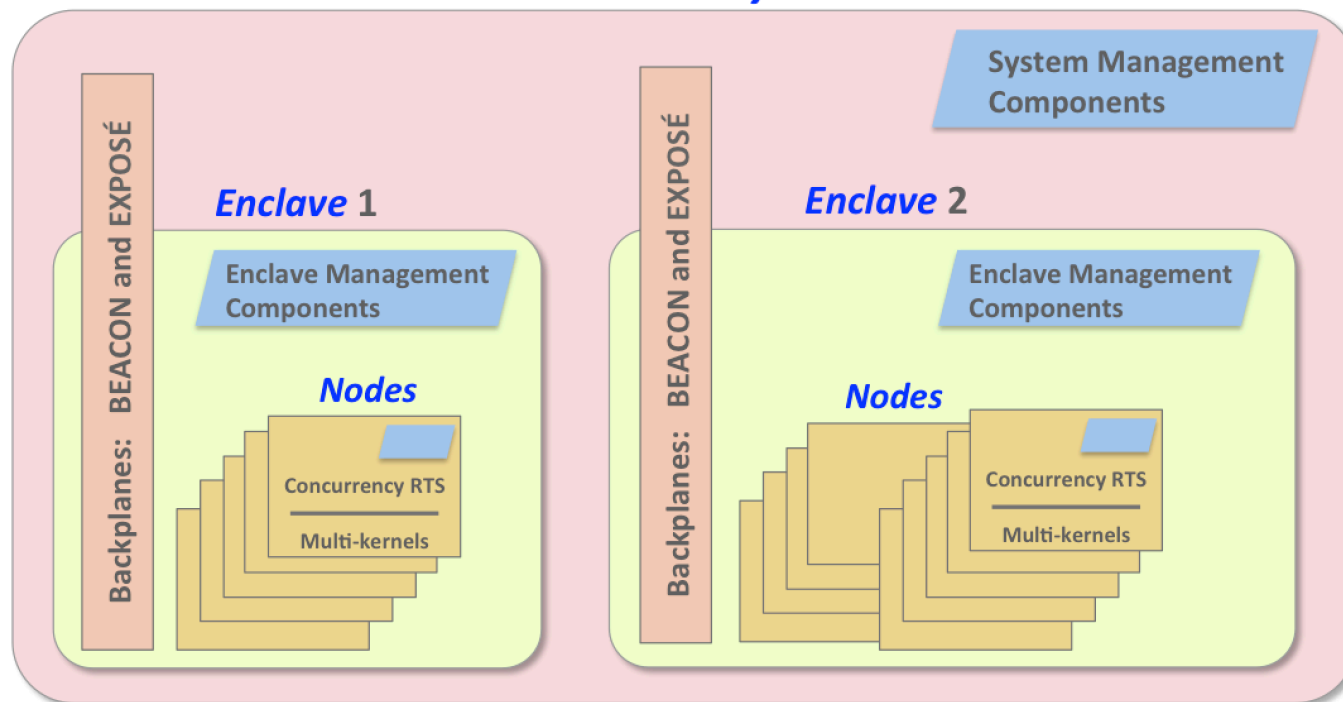 System Management
Components
Backplanes: BEACON and EXPOSÉ
Enclave 1
Enclave Management
Components
Nodes
Concurrency RTS
Multi-kernels
Backplanes: BEACON and EXPOSÉ
Enclave 2
Enclave Management
Components
Nodes
Concurrency RTS
Multi-kernels